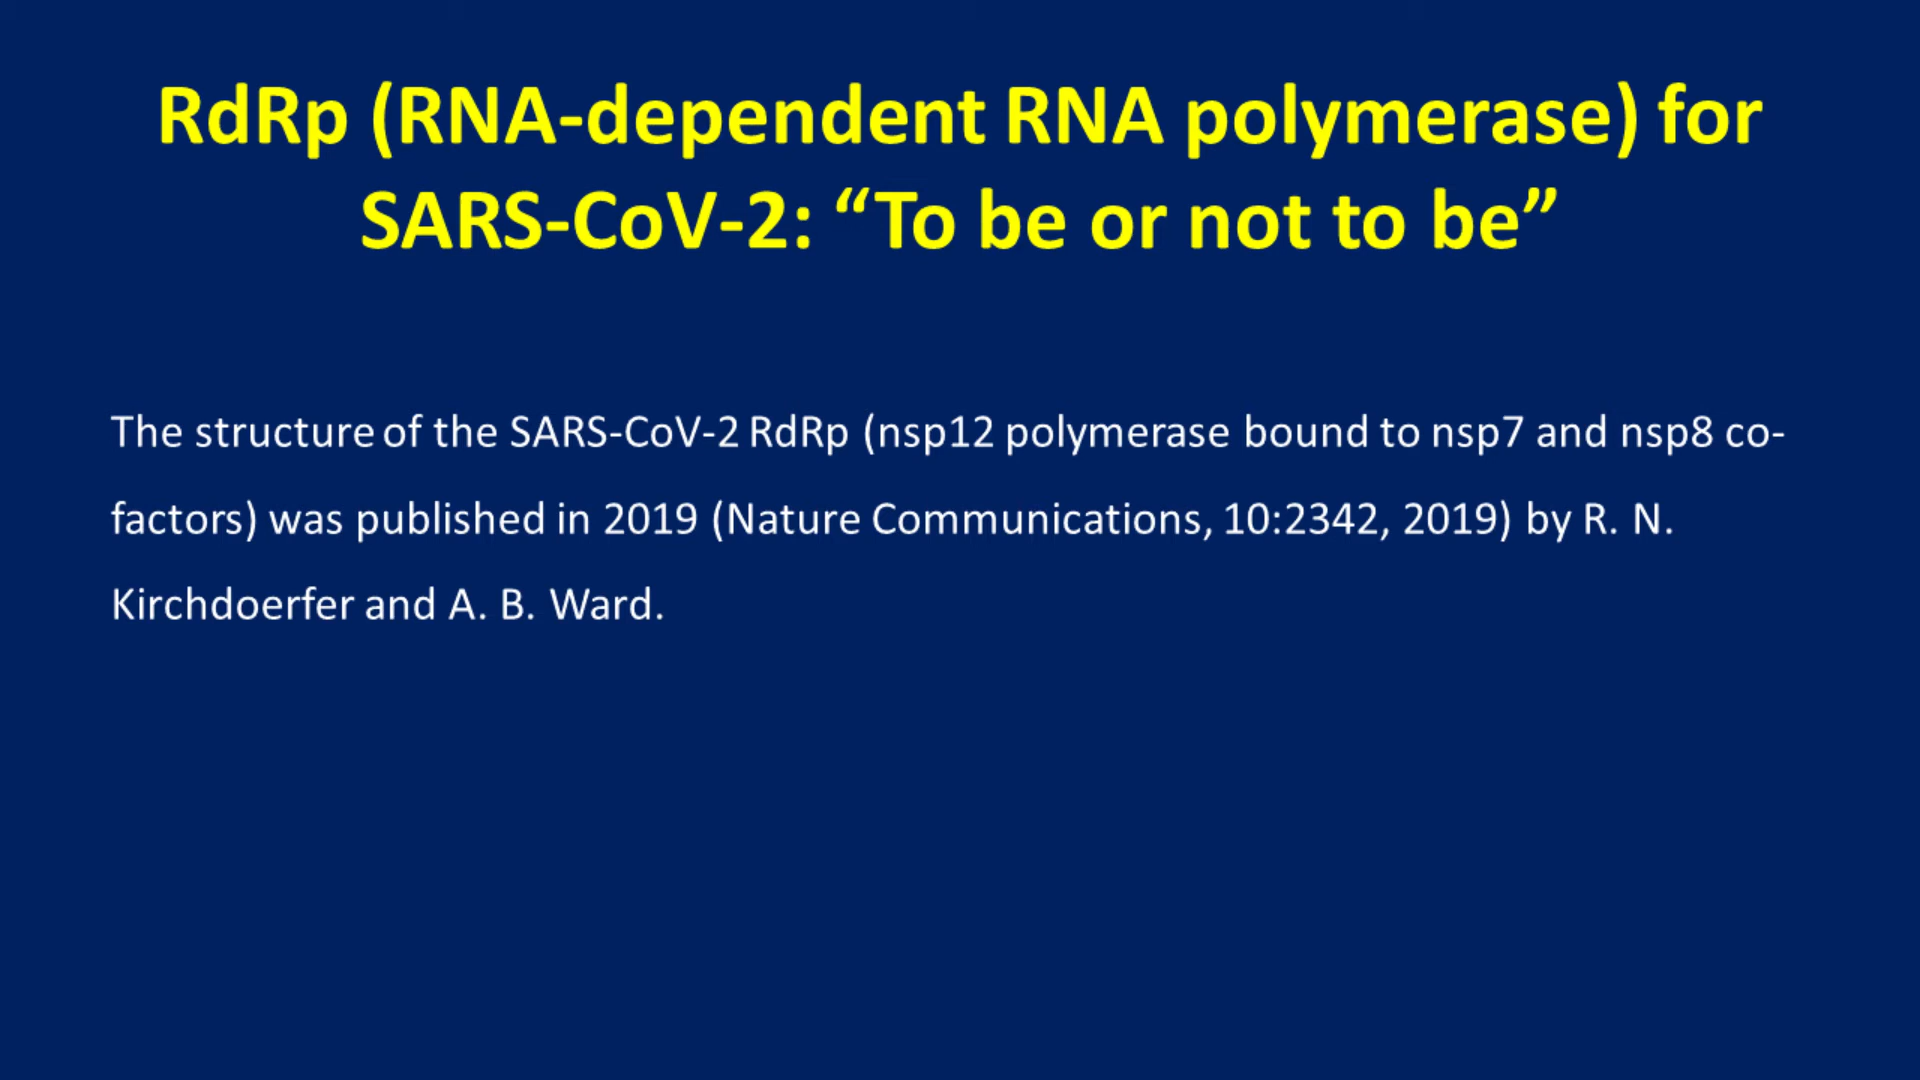 RdRp (RNA-dependent RNA polymerase) for
SARS-CoV-2: “To be or not to be”
The structure of the SARS-CoV-2 RdRp (nsp12 polymerase bound to nsp7 and nsp8 co-
factors) was published in 2019 (Nature Communications, 10:2342, 2019) by R. N.
Kirchdoerfer and A. B. Ward.